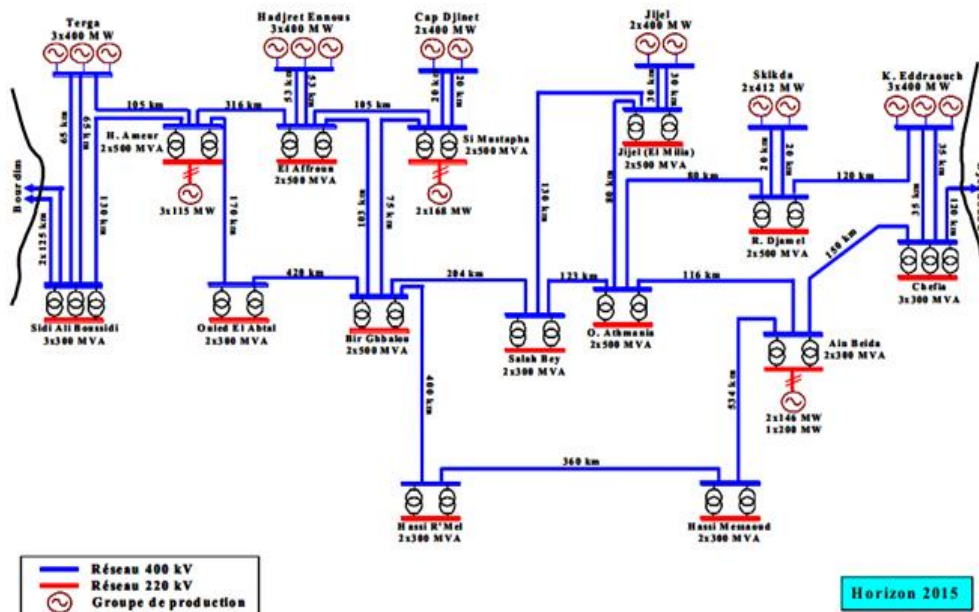 Terga
3x400 MW
Hadjret Ennous
3x400 MW
Cap Djinet
2x400 MW
Jijel
2x400 MW
Skikda
2x412 MW
K. Eddraouch
3x400 MW
65 km
65 km
105 km
316 km
53 km
53 km
105 km
20 km
20 km
30 km
30 km
20 km
20 km
120 km
35 km
35 km
120 km
H. Ameur
2x500 MVA
El Affroun
2x500 MVA
Si Mustapha
2x500 MVA
Jijel (El Milia)
2x500 MVA
80 km
R. Djamel
2x500 MVA
Chefia
3x300 MVA
3x115 MW
2x168 MW
Bour dim
2x125 km
130 km
170 km
103 km
75 km
130 km
80 km
150 km
420 km
204 km
123 km
116 km
Sidi Ali Boussidi
3x300 MVA
Ouled El Abtal
2x300 MVA
Bir Ghbalou
2x500 MVA
Salah Bey
2x300 MVA
O. Athmania
2x500 MVA
Ain Beida
2x300 MVA
400 km
534 km
2x146 MW
1x200 MW
360 km
Hassi R'Mel
2x300 MVA
Hassi Messaoud
2x300 MVA
Réseau 400 kV
Réseau 220 kV
Groupe de production
Horizon 2015